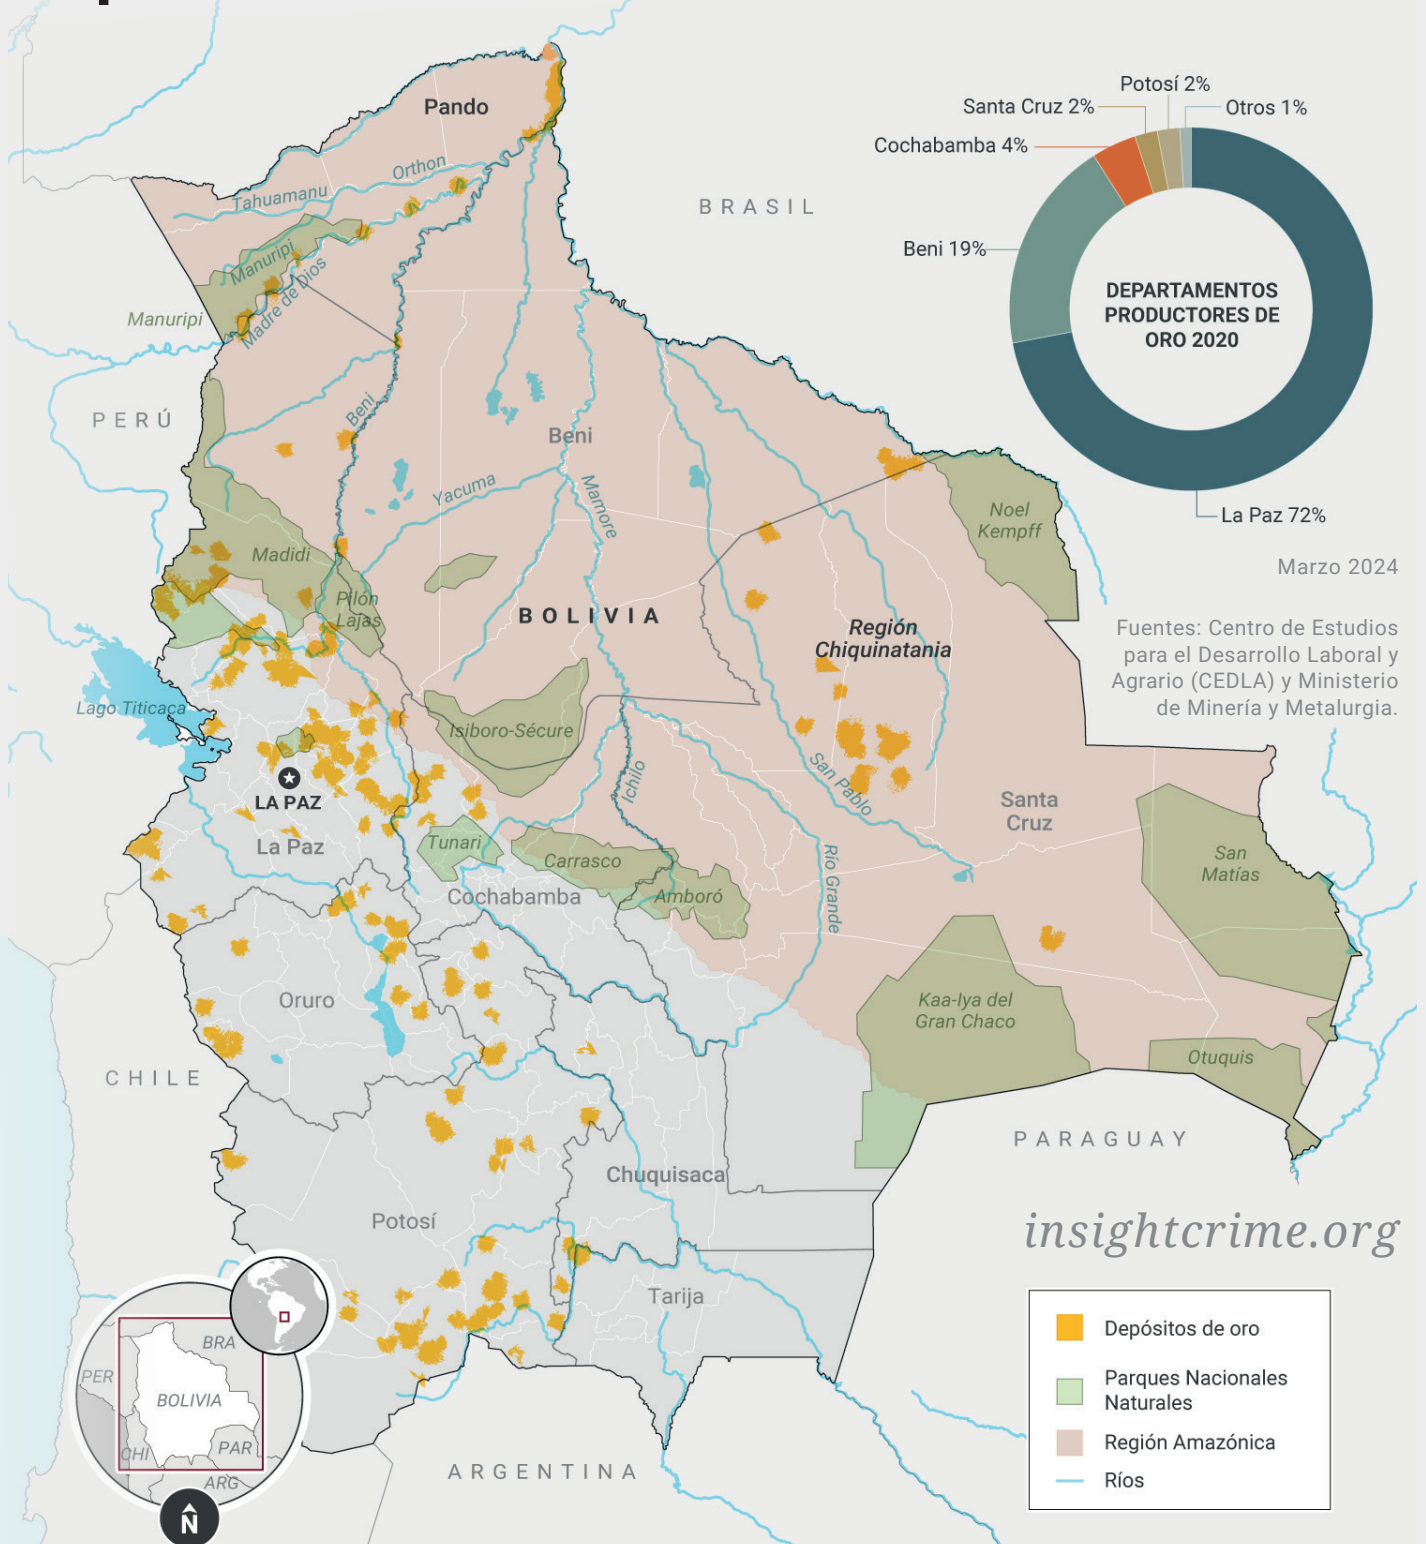 Pando
Orthon
Tahuamanu
Manuripi
Madre de Dios
Manuripi
BRASIL
PERÚ
Beni
Beni
Yacuma
Mamore
Madidi
Pilón
Lajas
BOLIVIA
Noel
Kempff
Región
Chiquinatania
Lago Titicaca
Isiboro-Sécure
Ichilo
San Pablo
LA PAZ
La Paz
Tunari
Carrasco
Amboró
Cochabamba
Río Grande
Santa
Cruz
San
Matías
Oruro
Kaa-Iya del
Gran Chaco
Otuquis
CHILE
PARAGUAY
Chuquisaca
Potosí
Tarija
ARGENTINA
Potosí 2%
Santa Cruz 2%
Otros 1%
Cochabamba 4%
Beni 19%
DEPARTAMENTOS
PRODUCTORES DE
ORO 2020
La Paz 72%
Marzo 2024
Fuentes: Centro de Estudios
para el Desarrollo Laboral y
Agrario (CEDLA) y Ministerio
de Minería y Metalurgia.
insightcrime.org
Depósitos de oro
Parques Nacionales
Naturales
Región Amazónica
Ríos
BRA
PER
BOLIVIA
CHI
PAR
ARG
N